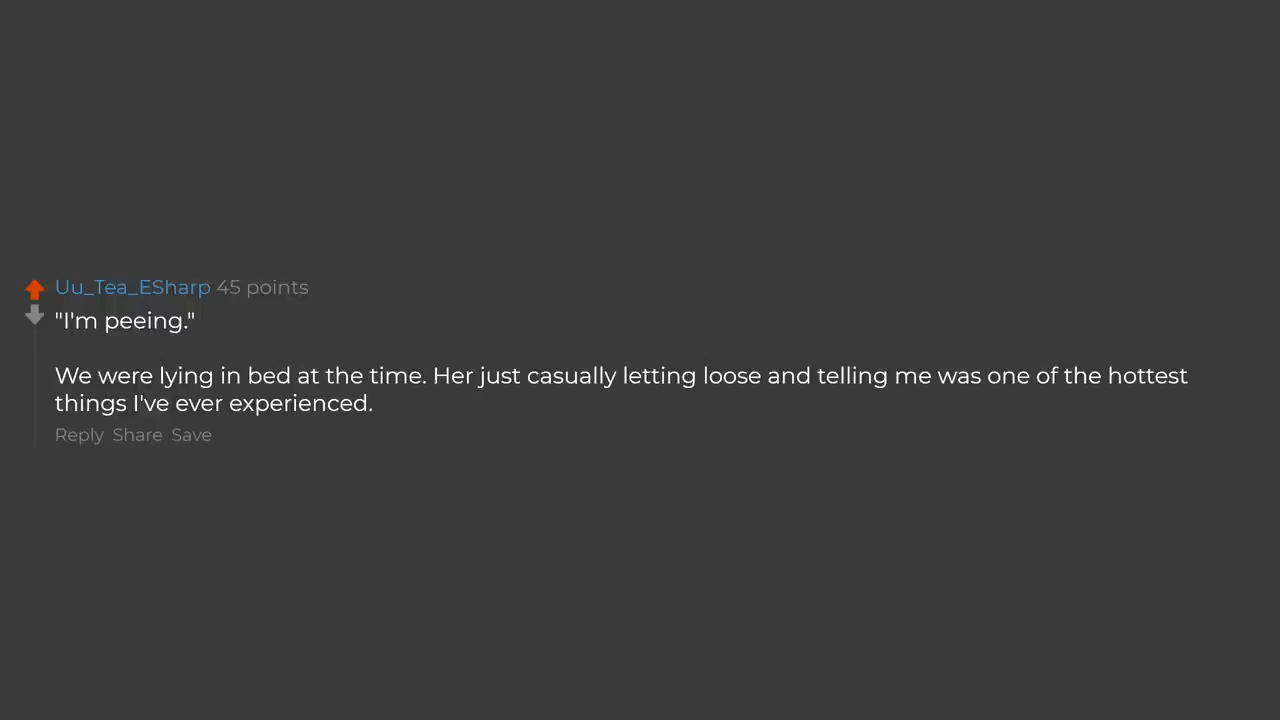 Uu_Tea_ESharp 45 points
"I'm peeing."
We were lying in bed at the time. Her just casually letting loose and telling me was one of the hottest
things I've ever experienced.
Reply Share Save